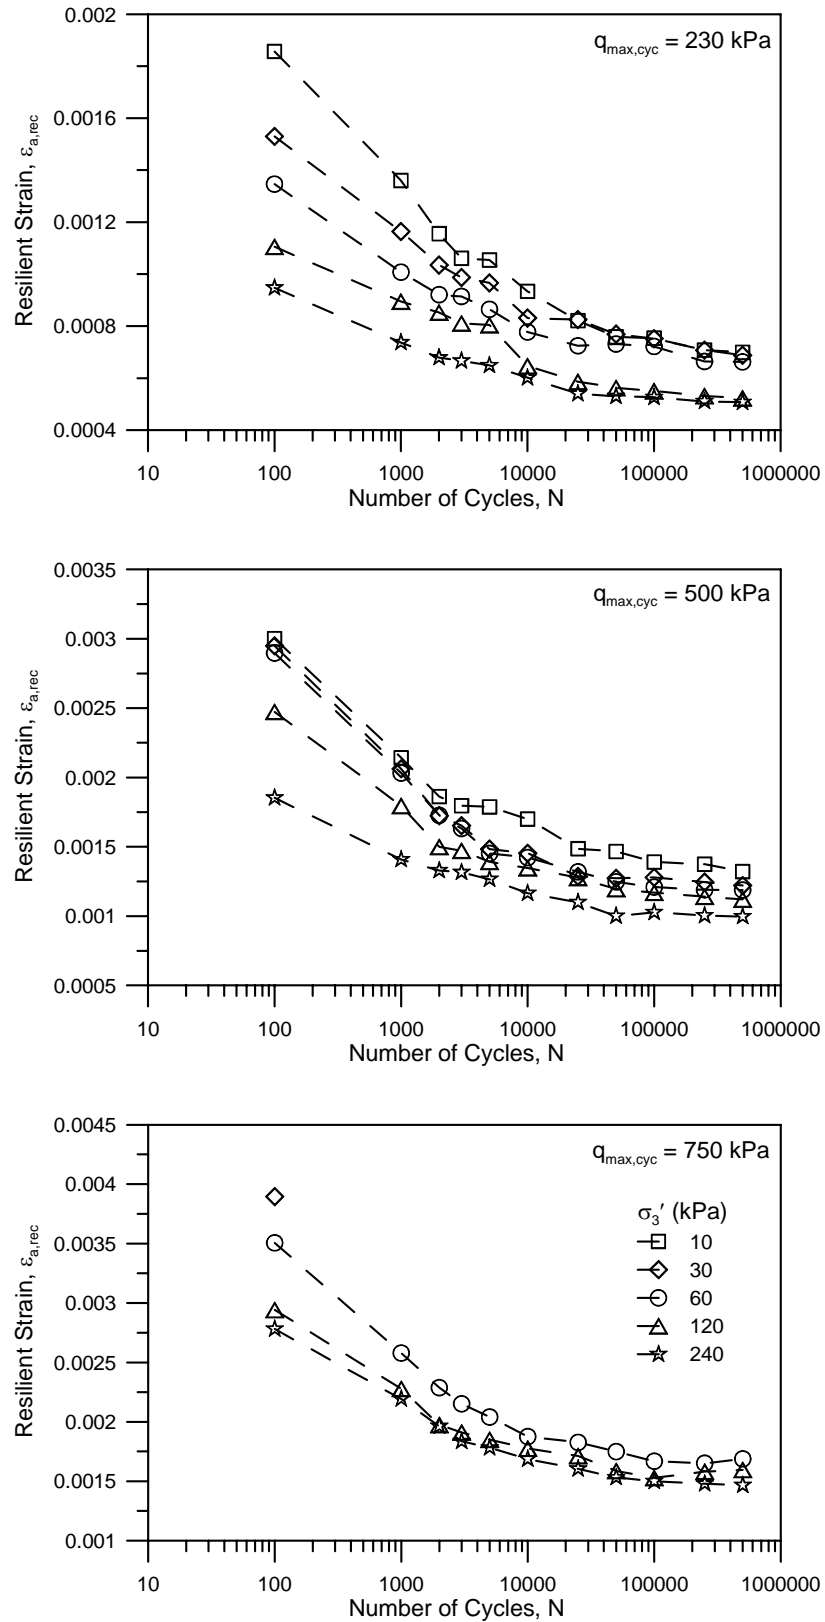 0.002
q_max,cyc = 230 kPa
0.0016
0.0012
0.0008
0.0004
Resilient Strain, ε_a,rec
10 100 1000 10000 100000 1000000
Number of Cycles, N
0.0035
q_max,cyc = 500 kPa
0.003
0.0025
0.002
0.0015
0.001
0.0005
Resilient Strain, ε_a,rec
10 100 1000 10000 100000 1000000
Number of Cycles, N
0.0045
q_max,cyc = 750 kPa
0.004
0.0035
0.003
0.0025
0.002
0.0015
0.001
Resilient Strain, ε_a,rec
σ₃′ (kPa)
10
30
60
120
240
10 100 1000 10000 100000 1000000
Number of Cycles, N